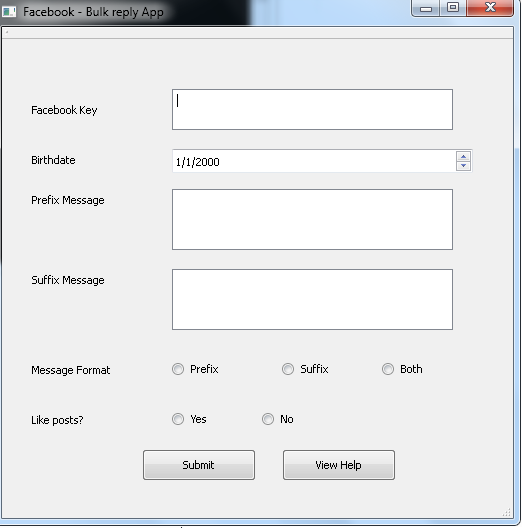 Facebook - Bulk reply App
Facebook Key
Birthdate 1/1/2000
Prefix Message
Suffix Message
Message Format Prefix Suffix Both
Like posts? Yes No
Submit View Help